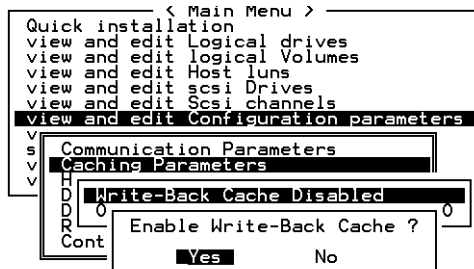 < Main Menu >
Quick installation
view and edit Logical drives
view and edit logical Volumes
view and edit Host luns
view and edit scsi Drives
view and edit Scsi channels
view and edit Configuration parameters
v
s Communication Parameters
v Caching Parameters
v H
D Write-Back Cache Disabled
D O O
R Enable Write-Back Cache ?
Cont
Yes No